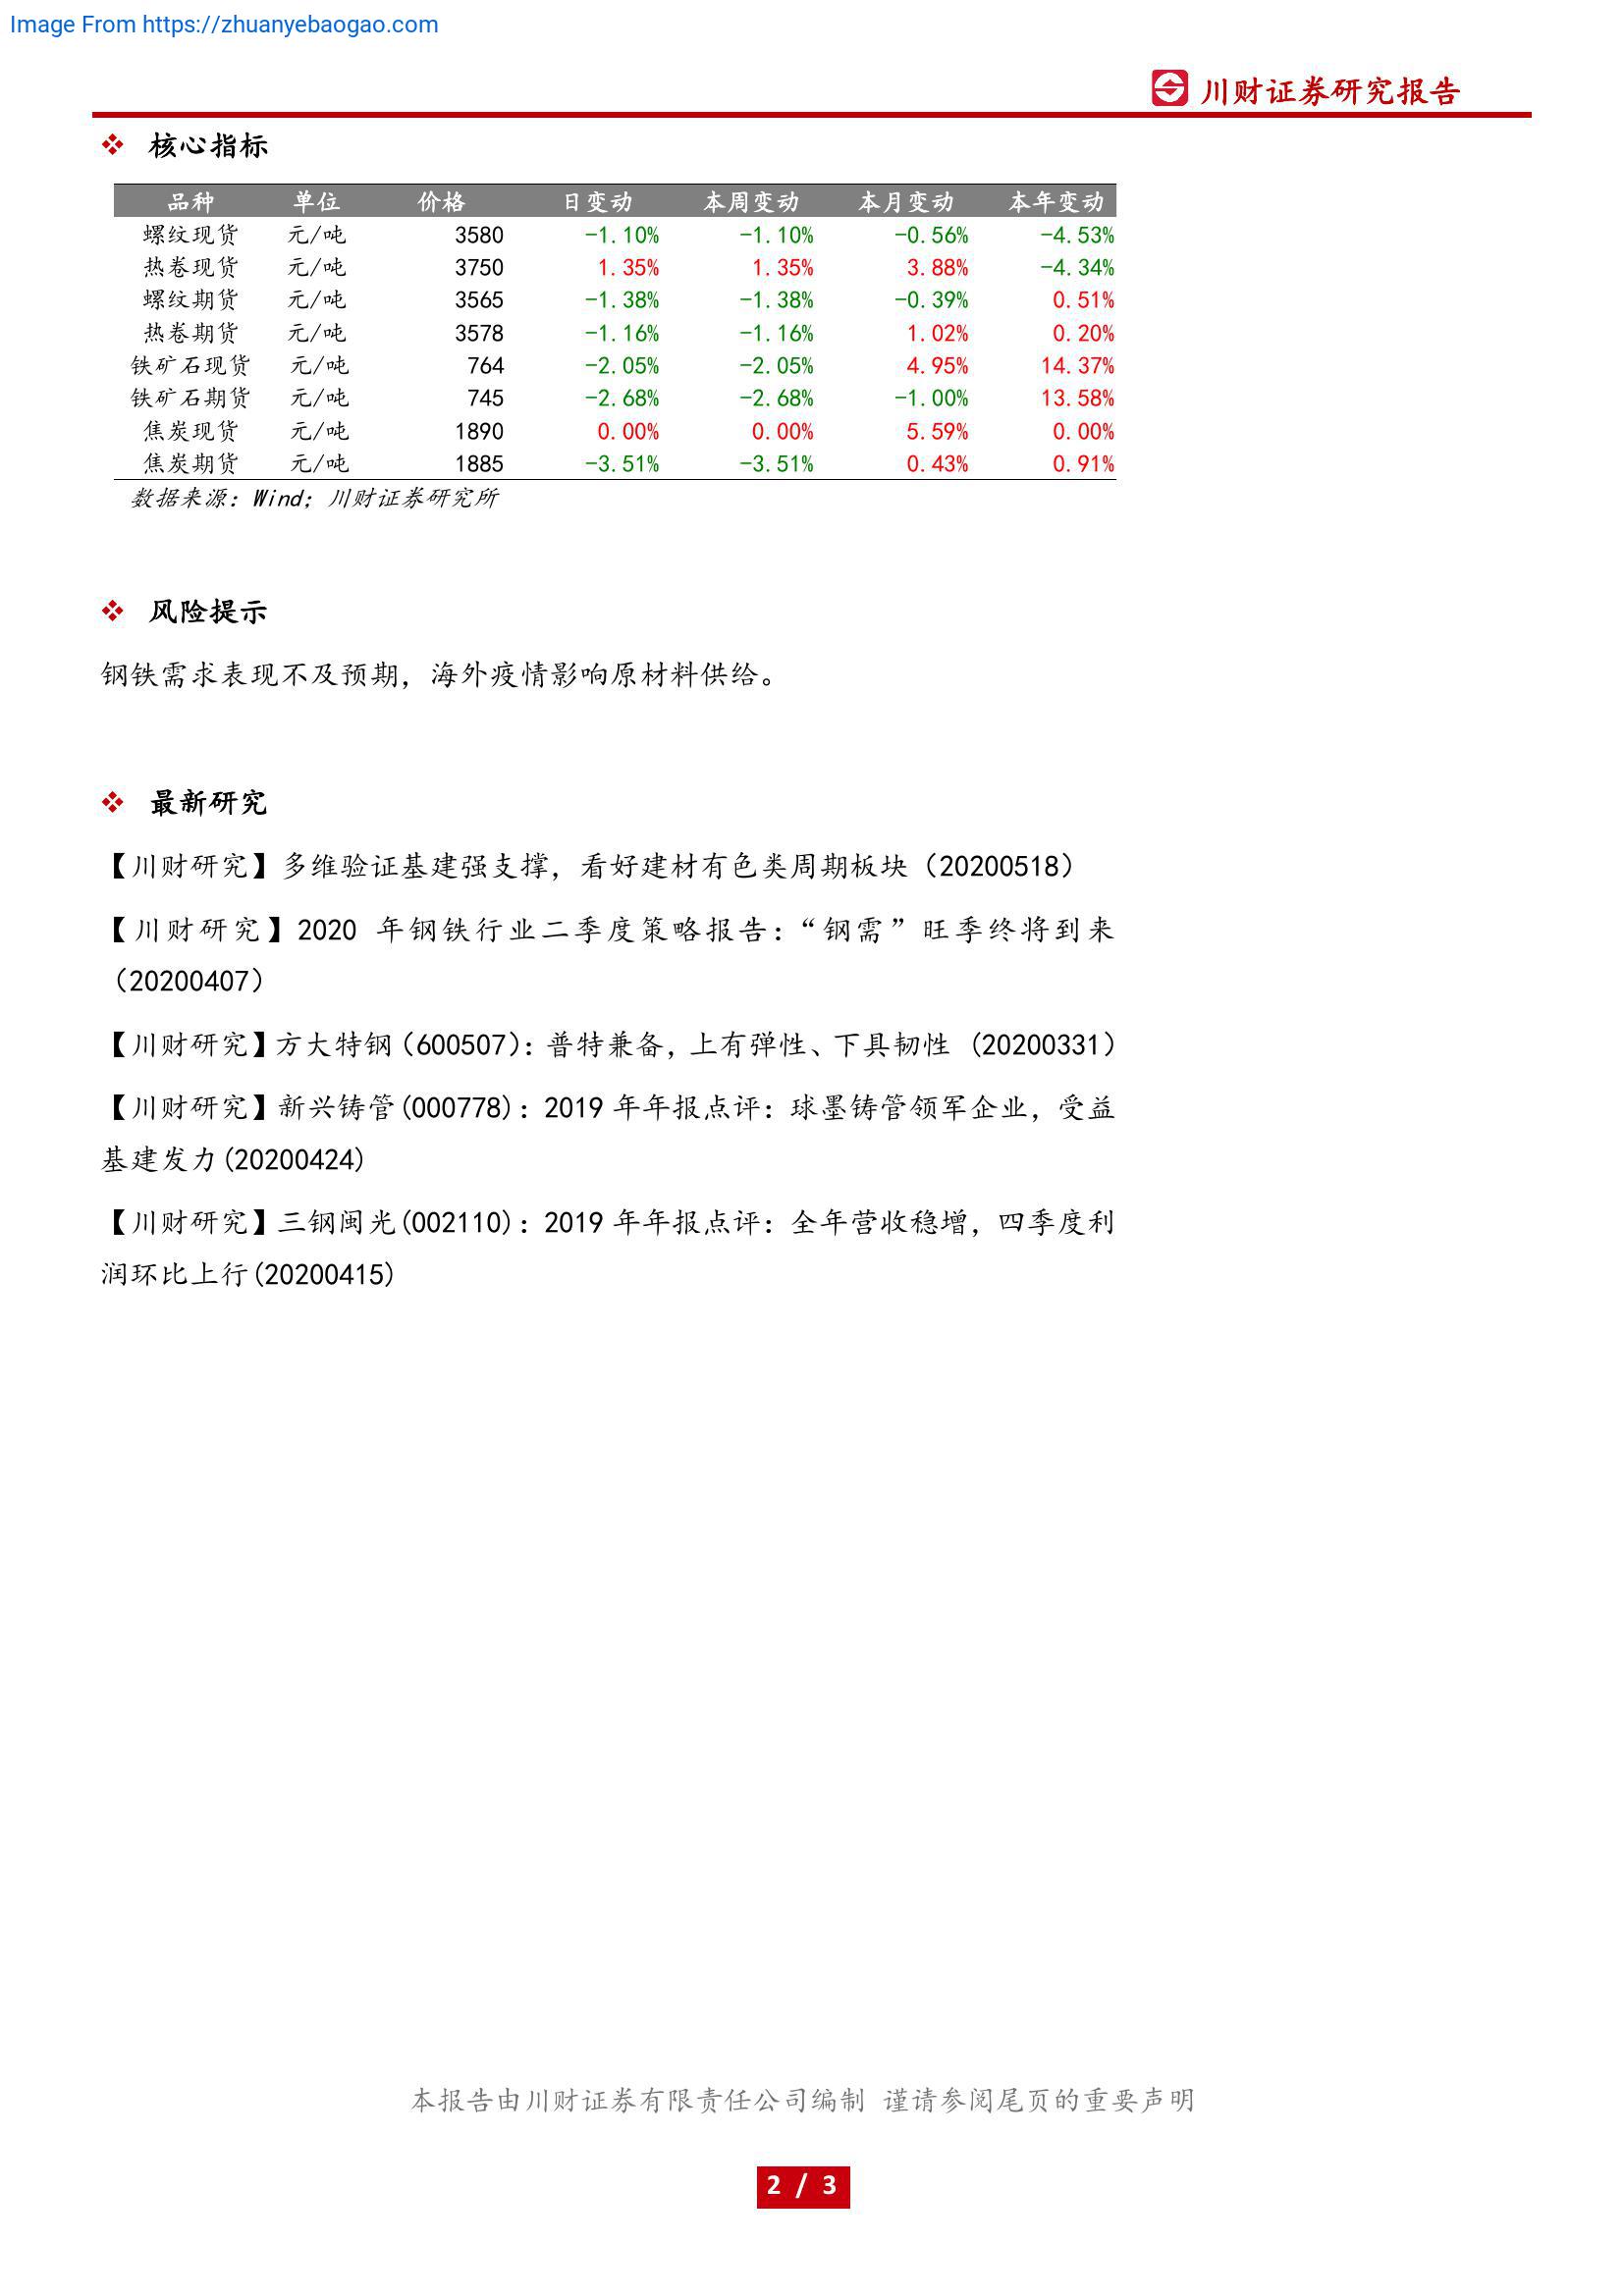 Image From https://zhuanyebaogao.com
川财证券研究报告
核心指标
品种 单位 价格 日变动 本周变动 本月变动 本年变动
螺纹现货 元/吨 3580 -1.10% -1.10% -0.56% -4.53%
热卷现货 元/吨 3750 1.35% 1.35% 3.88% -4.34%
螺纹期货 元/吨 3565 -1.38% -1.38% -0.39% 0.51%
热卷期货 元/吨 3578 -1.16% -1.16% 1.02% 0.20%
铁矿石现货 元/吨 764 -2.05% -2.05% 4.95% 14.37%
铁矿石期货 元/吨 745 -2.68% -2.68% -1.00% 13.58%
焦炭现货 元/吨 1890 0.00% 0.00% 5.59% 0.00%
焦炭期货 元/吨 1885 -3.51% -3.51% 0.43% 0.91%
数据来源：Wind；川财证券研究所
风险提示
钢铁需求表现不及预期，海外疫情影响原材料供给。
最新研究
【川财研究】多维验证基建强支撑，看好建材有色类周期板块（20200518）
【川财研究】2020 年钢铁行业二季度策略报告：“钢需”旺季终将到来
（20200407）
【川财研究】方大特钢（600507）：普特兼备，上有弹性、下具韧性 (20200331）
【川财研究】新兴铸管(000778)：2019 年年报点评：球墨铸管领军企业，受益
基建发力(20200424)
【川财研究】三钢闽光(002110)：2019 年年报点评：全年营收稳增，四季度利
润环比上行(20200415)
本报告由川财证券有限责任公司编制 谨请参阅尾页的重要声明
2 / 3